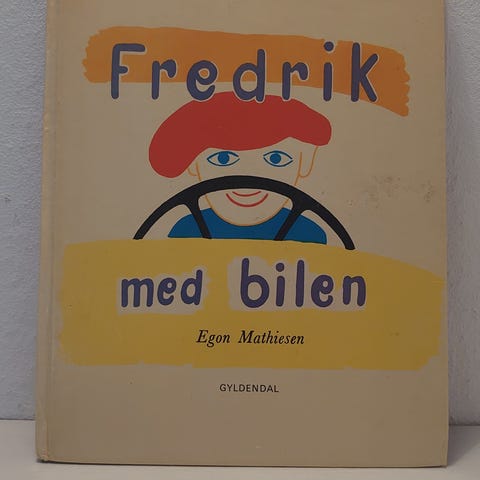 Fredrik
med bilen
Egon Mathiesen
GYLDENDAL